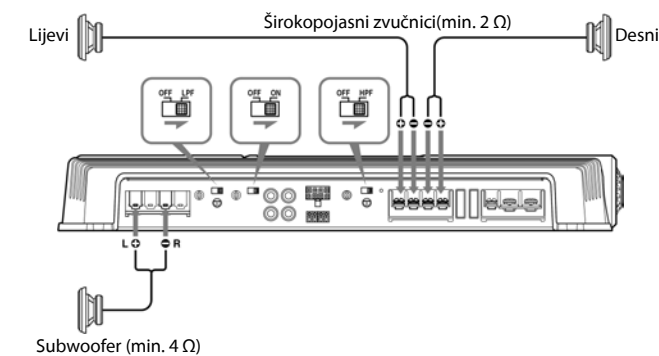 Širokopojasni zvučnici(min. 2 Ω)
Lijevi
Desni
OFF LPF
OFF ON
OFF HPF
L R
Subwoofer (min. 4 Ω)